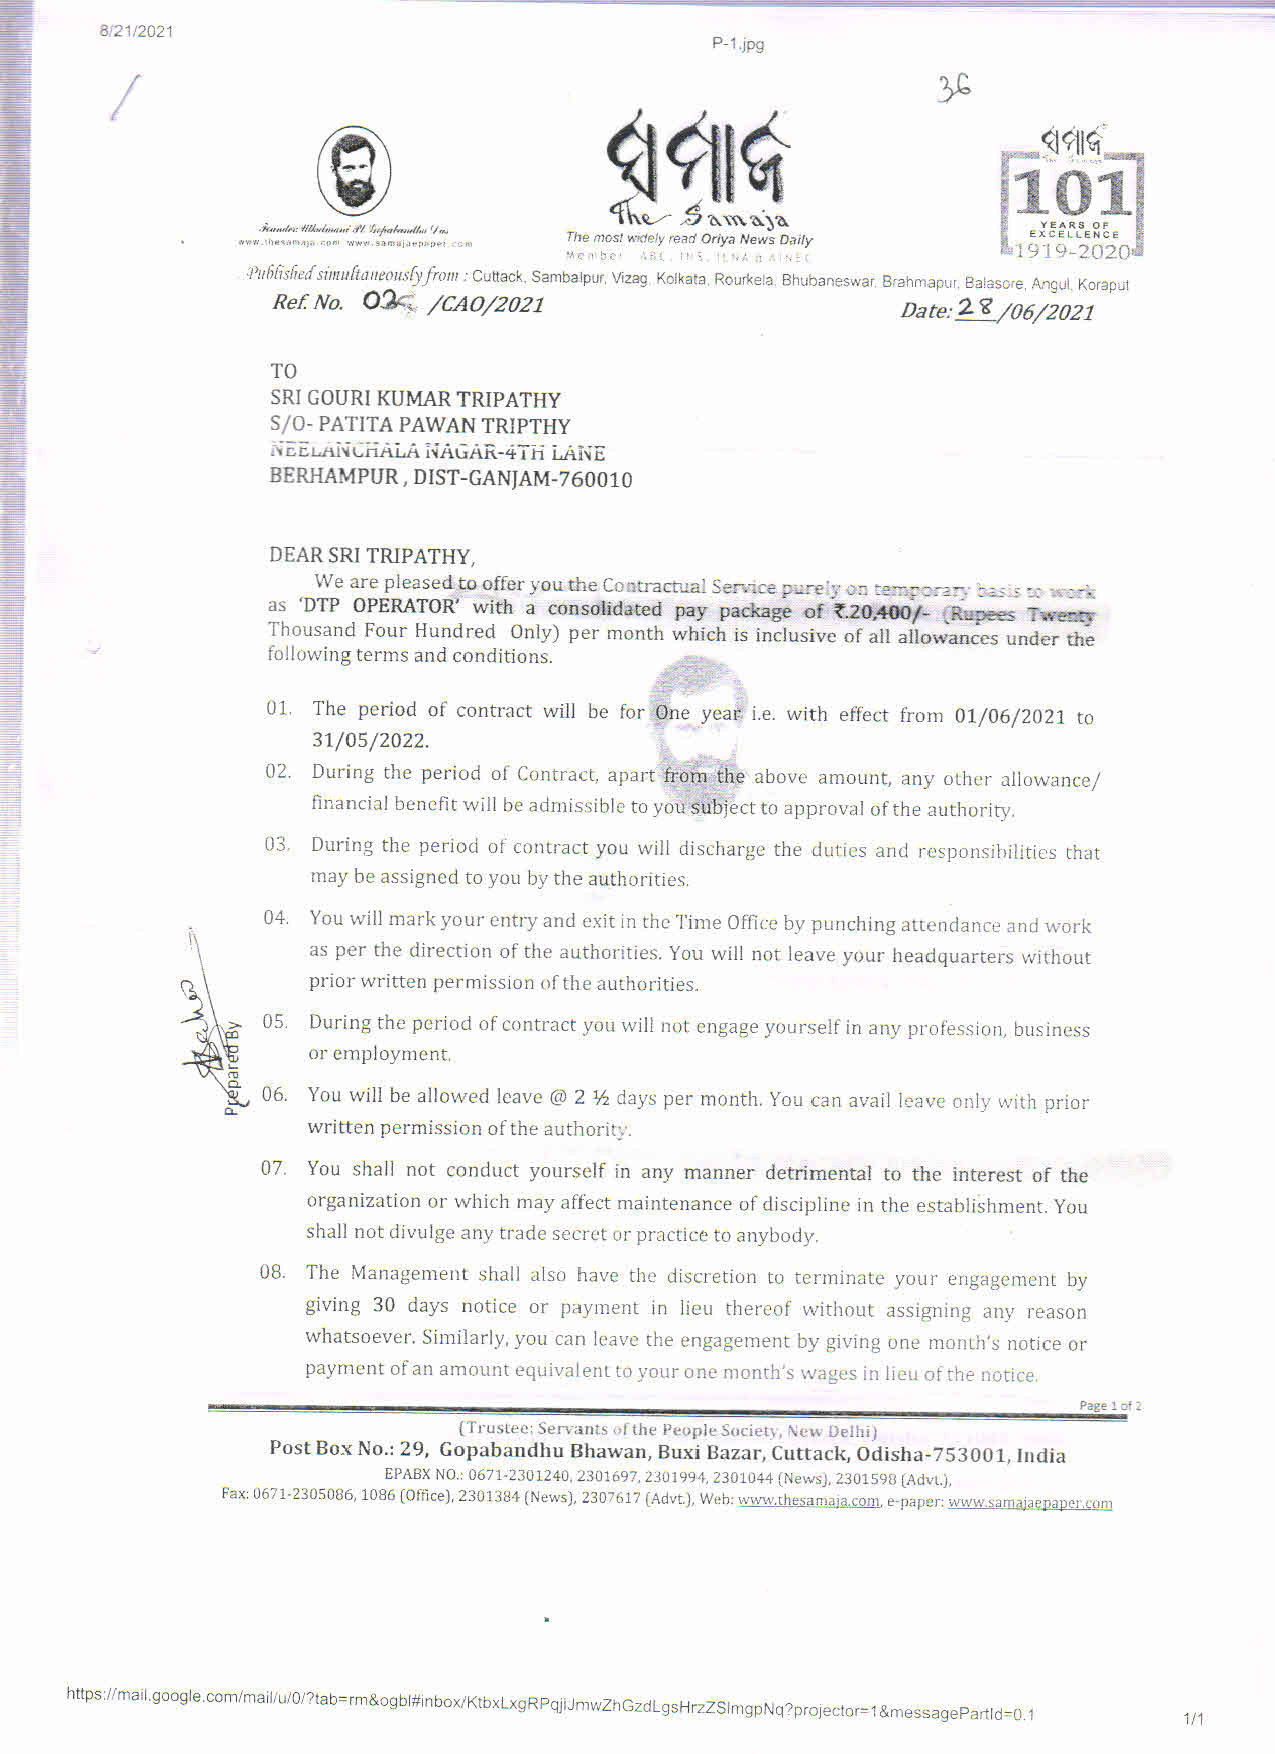 8/21/2021
P-1.jpg
36
ସମାଜ
The Samaja
The most widely read Oriya News Daily
Member ABC, INS, ILNA & AINEC
www.thesamaja.com www.samajaepaper.com
ସମାଜ
101
YEARS OF
EXCELLENCE
1919-2020
Published simultaneously from : Cuttack, Sambalpur, Vizag, Kolkata, Rourkela, Bhubaneswar, Brahmapur, Balasore, Angul, Koraput
Ref. No. /CAO/2021
Date: 28/06/2021
TO
SRI GOURI KUMAR TRIPATHY
S/O- PATITA PAWAN TRIPTHY
NEELANCHALA NAGAR-4TH LANE
BERHAMPUR, DIST-GANJAM-760010
DEAR SRI TRIPATHY,
We are pleased to offer you the Contractual Service purely on temporary basis to work
as 'DTP OPERATOR' with a consolidated pay package of ₹.20,400/- (Rupees Twenty
Thousand Four Hundred Only) per month which is inclusive of all allowances under the
following terms and conditions.
01. The period of contract will be for One year i.e. with effect from 01/06/2021 to
31/05/2022.
02. During the period of Contract, apart from the above amount, any other allowance/
financial benefit will be admissible to you subject to approval of the authority.
03. During the period of contract you will discharge the duties and responsibilities that
may be assigned to you by the authorities.
04. You will mark your entry and exit in the Time Office by punching attendance and work
as per the direction of the authorities. You will not leave your headquarters without
prior written permission of the authorities.
05. During the period of contract you will not engage yourself in any profession, business
or employment.
Prepared By
06. You will be allowed leave @ 2 ½ days per month. You can avail leave only with prior
written permission of the authority.
07. You shall not conduct yourself in any manner detrimental to the interest of the
organization or which may affect maintenance of discipline in the establishment. You
shall not divulge any trade secret or practice to anybody.
08. The Management shall also have the discretion to terminate your engagement by
giving 30 days notice or payment in lieu thereof without assigning any reason
whatsoever. Similarly, you can leave the engagement by giving one month's notice or
payment of an amount equivalent to your one month's wages in lieu of the notice.
Page 1 of 2
(Trustee: Servants of the People Society, New Delhi)
Post Box No.: 29, Gopabandhu Bhawan, Buxi Bazar, Cuttack, Odisha-753001, India
EPABX NO.: 0671-2301240, 2301697, 2301994, 2301044 (News), 2301598 (Advt.),
Fax: 0671-2305086, 1086 (Office), 2301384 (News), 2307617 (Advt.), Web: www.thesamaja.com, e-paper: www.samajaepaper.com
https://mail.google.com/mail/u/0/?tab=rm&ogbl#inbox/KtbxLxgRPqjiJmwZhGzdLgsHrzZSlmgpNq?projector=1&messagePartId=0.1
1/1